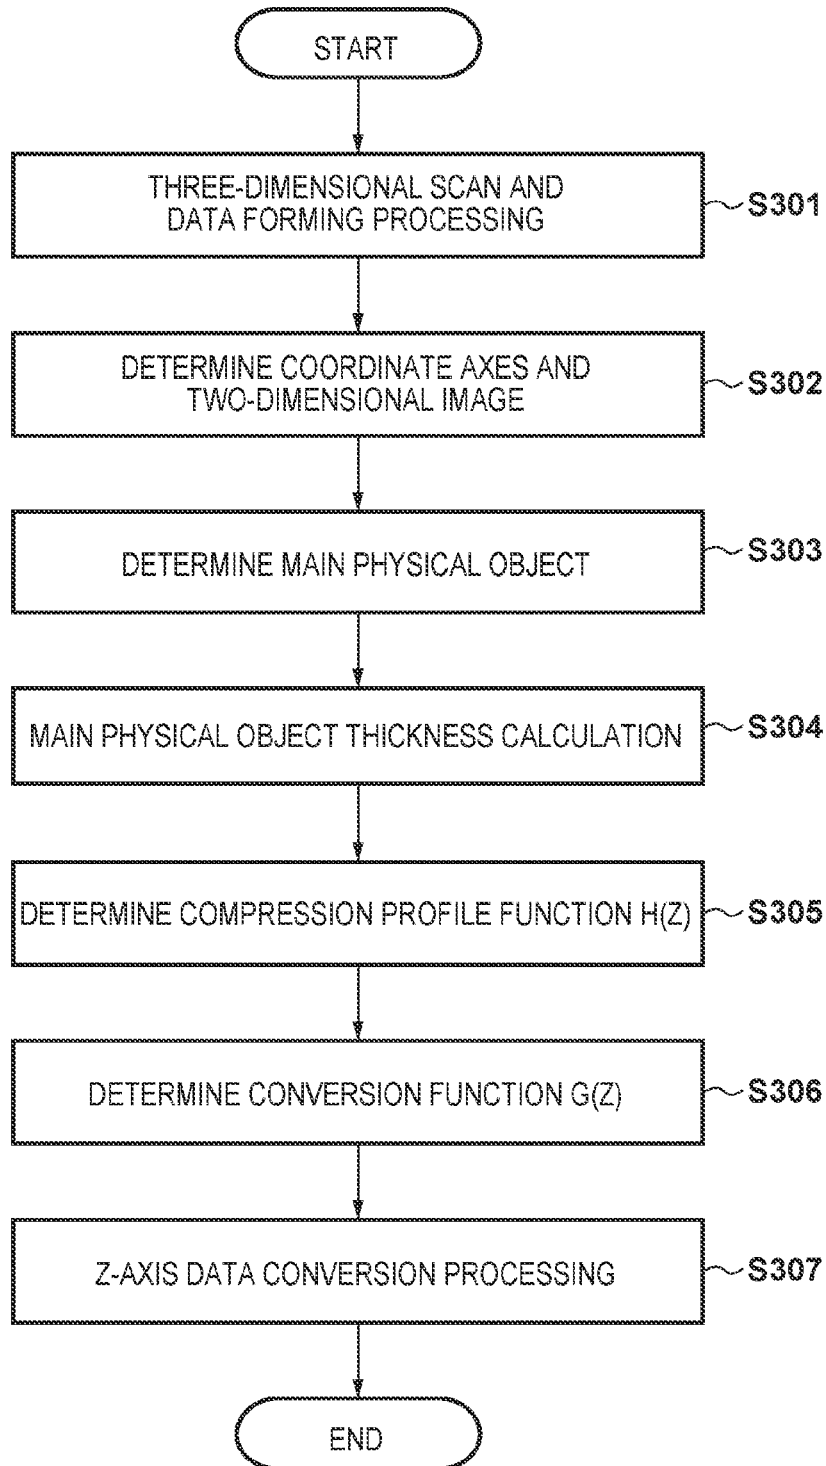 START
THREE-DIMENSIONAL SCAN AND
DATA FORMING PROCESSING
S301
DETERMINE COORDINATE AXES AND
TWO-DIMENSIONAL IMAGE
S302
DETERMINE MAIN PHYSICAL OBJECT
S303
MAIN PHYSICAL OBJECT THICKNESS CALCULATION
S304
DETERMINE COMPRESSION PROFILE FUNCTION H(Z)
S305
DETERMINE CONVERSION FUNCTION G(Z)
S306
Z-AXIS DATA CONVERSION PROCESSING
S307
END